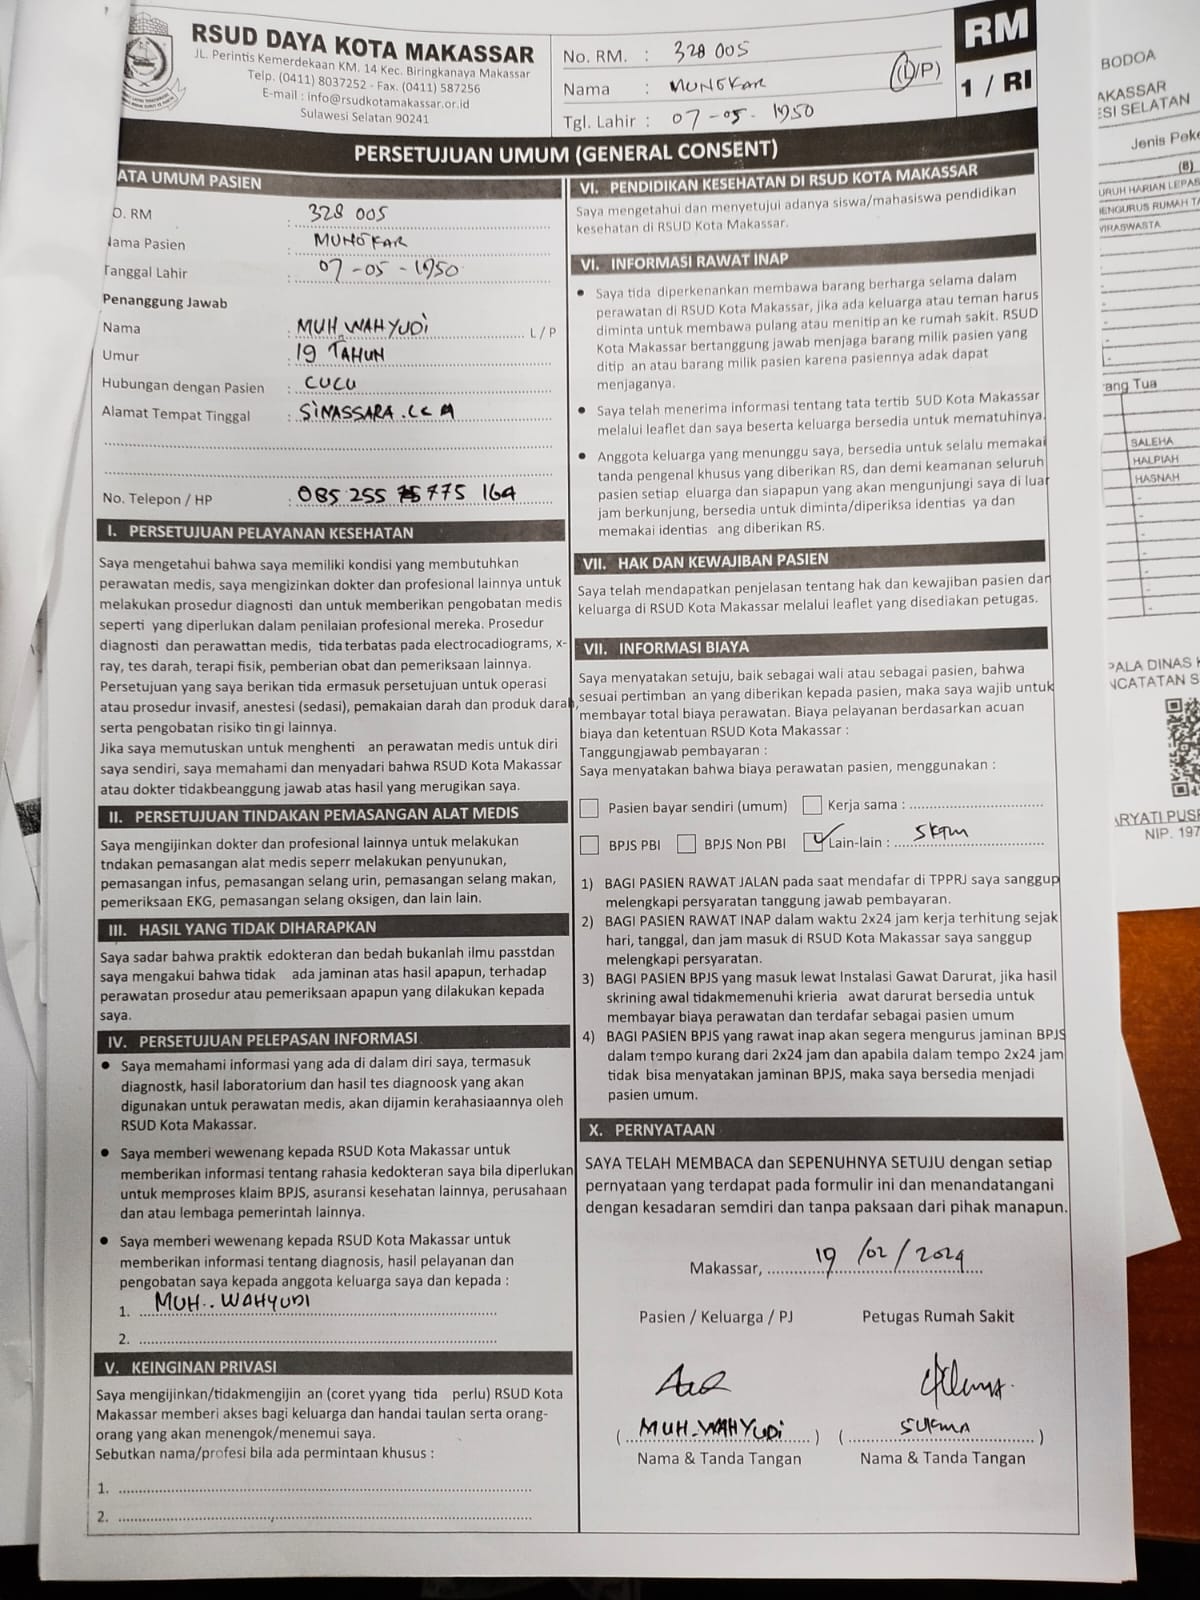 RSUD DAYA KOTA MAKASSAR
JL. Perintis Kemerdekaan KM. 14 Kec. Biringkanaya Makassar
Telp. (0411) 8037252 - Fax. (0411) 587256
E-mail : info@rsudkotamakassar.or.id
Sulawesi Selatan 90241
No. RM. : 328 005
Nama : MUNGKAR (L/P)
Tgl. Lahir : 07-05-1950
RM
1 / RI
PERSETUJUAN UMUM (GENERAL CONSENT)
ATA UMUM PASIEN
O. RM : 328 005
Nama Pasien : MUNGKAR
Tanggal Lahir : 07-05-1950
Penanggung Jawab
Nama : MUH. WAHYUDI L / P
Umur : 19 TAHUN
Hubungan dengan Pasien : CUCU
Alamat Tempat Tinggal : SINASSARA.
No. Telepon / HP : 085 255 775 164
I. PERSETUJUAN PELAYANAN KESEHATAN
Saya mengetahui bahwa saya memiliki kondisi yang membutuhkan
perawatan medis, saya mengizinkan dokter dan profesional lainnya untuk
melakukan prosedur diagnosti dan untuk memberikan pengobatan medis
seperti yang diperlukan dalam penilaian profesional mereka. Prosedur
diagnosti dan perawattan medis, tida terbatas pada electrocadiograms, x-
ray, tes darah, terapi fisik, pemberian obat dan pemeriksaan lainnya.
Persetujuan yang saya berikan tida ermasuk persetujuan untuk operasi
atau prosedur invasif, anestesi (sedasi), pemakaian darah dan produk darah,
serta pengobatan risiko tin gi lainnya.
Jika saya memutuskan untuk menghenti an perawatan medis untuk diri
saya sendiri, saya memahami dan menyadari bahwa RSUD Kota Makassar
atau dokter tidakbeanggung jawab atas hasil yang merugikan saya.
II. PERSETUJUAN TINDAKAN PEMASANGAN ALAT MEDIS
Saya mengijinkan dokter dan profesional lainnya untuk melakukan
tndakan pemasangan alat medis seperr melakukan penyunukan,
pemasangan infus, pemasangan selang urin, pemasangan selang makan,
pemeriksaan EKG, pemasangan selang oksigen, dan lain lain.
III. HASIL YANG TIDAK DIHARAPKAN
Saya sadar bahwa praktik edokteran dan bedah bukanlah ilmu passtdan
saya mengakui bahwa tidak ada jaminan atas hasil apapun, terhadap
perawatan prosedur atau pemeriksaan apapun yang dilakukan kepada
saya.
IV. PERSETUJUAN PELEPASAN INFORMASI
• Saya memahami informasi yang ada di dalam diri saya, termasuk
diagnostk, hasil laboratorium dan hasil tes diagnoosk yang akan
digunakan untuk perawatan medis, akan dijamin kerahasiaannya oleh
RSUD Kota Makassar.
• Saya memberi wewenang kepada RSUD Kota Makassar untuk
memberikan informasi tentang rahasia kedokteran saya bila diperlukan
untuk memproses klaim BPJS, asuransi kesehatan lainnya, perusahaan
dan atau lembaga pemerintah lainnya.
• Saya memberi wewenang kepada RSUD Kota Makassar untuk
memberikan informasi tentang diagnosis, hasil pelayanan dan
pengobatan saya kepada anggota keluarga saya dan kepada :
1. MUH. WAHYUDI
2.
V. KEINGINAN PRIVASI
Saya mengijinkan/tidakmengijin an (coret yyang tida perlu) RSUD Kota
Makassar memberi akses bagi keluarga dan handai taulan serta orang-
orang yang akan menengok/menemui saya.
Sebutkan nama/profesi bila ada permintaan khusus :
1.
2.
VI. PENDIDIKAN KESEHATAN DI RSUD KOTA MAKASSAR
Saya mengetahui dan menyetujui adanya siswa/mahasiswa pendidikan
kesehatan di RSUD Kota Makassar.
VI. INFORMASI RAWAT INAP
• Saya tida diperkenankan membawa barang berharga selama dalam
perawatan di RSUD Kota Makassar, jika ada keluarga atau teman harus
diminta untuk membawa pulang atau menitip an ke rumah sakit. RSUD
Kota Makassar bertanggung jawab menjaga barang milik pasien yang
ditip an atau barang milik pasien karena pasiennya adak dapat
menjaganya.
• Saya telah menerima informasi tentang tata tertib SUD Kota Makassar
melalui leaflet dan saya beserta keluarga bersedia untuk mematuhinya.
• Anggota keluarga yang menunggu saya, bersedia untuk selalu memakai
tanda pengenal khusus yang diberikan RS, dan demi keamanan seluruh
pasien setiap eluarga dan siapapun yang akan mengunjungi saya di luar
jam berkunjung, bersedia untuk diminta/diperiksa identias ya dan
memakai identias ang diberikan RS.
VII. HAK DAN KEWAJIBAN PASIEN
Saya telah mendapatkan penjelasan tentang hak dan kewajiban pasien dan
keluarga di RSUD Kota Makassar melalui leaflet yang disediakan petugas.
VII. INFORMASI BIAYA
Saya menyatakan setuju, baik sebagai wali atau sebagai pasien, bahwa
sesuai pertimban an yang diberikan kepada pasien, maka saya wajib untuk
membayar total biaya perawatan. Biaya pelayanan berdasarkan acuan
biaya dan ketentuan RSUD Kota Makassar :
Tanggungjawab pembayaran :
Saya menyatakan bahwa biaya perawatan pasien, menggunakan :
Pasien bayar sendiri (umum) Kerja sama :
BPJS PBI BPJS Non PBI Lain-lain : SKTM
1) BAGI PASIEN RAWAT JALAN pada saat mendafar di TPPRJ saya sanggup
melengkapi persyaratan tanggung jawab pembayaran.
2) BAGI PASIEN RAWAT INAP dalam waktu 2x24 jam kerja terhitung sejak
hari, tanggal, dan jam masuk di RSUD Kota Makassar saya sanggup
melengkapi persyaratan.
3) BAGI PASIEN BPJS yang masuk lewat Instalasi Gawat Darurat, jika hasil
skrining awal tidakmemenuhi krieria awat darurat bersedia untuk
membayar biaya perawatan dan terdafar sebagai pasien umum
4) BAGI PASIEN BPJS yang rawat inap akan segera mengurus jaminan BPJS
dalam tempo kurang dari 2x24 jam dan apabila dalam tempo 2x24 jam
tidak bisa menyatakan jaminan BPJS, maka saya bersedia menjadi
pasien umum.
X. PERNYATAAN
SAYA TELAH MEMBACA dan SEPENUHNYA SETUJU dengan setiap
pernyataan yang terdapat pada formulir ini dan menandatangani
dengan kesadaran semdiri dan tanpa paksaan dari pihak manapun.
Makassar, 19/02/2024
Pasien / Keluarga / PJ Petugas Rumah Sakit
(MUH. WAHYUDI) (SUKMA)
Nama & Tanda Tangan Nama & Tanda Tangan
BODOA
AKASSAR
ESI SELATAN
Jenis Peke
(8)
URUH HARIAN LEPAS
MENGURUS RUMAH TA
WIRASWASTA
rang Tua
SALEHA
HALPIAH
HASNAH
PALA DINAS K
NCATATAN S
ARYATI PUSP
NIP. 197